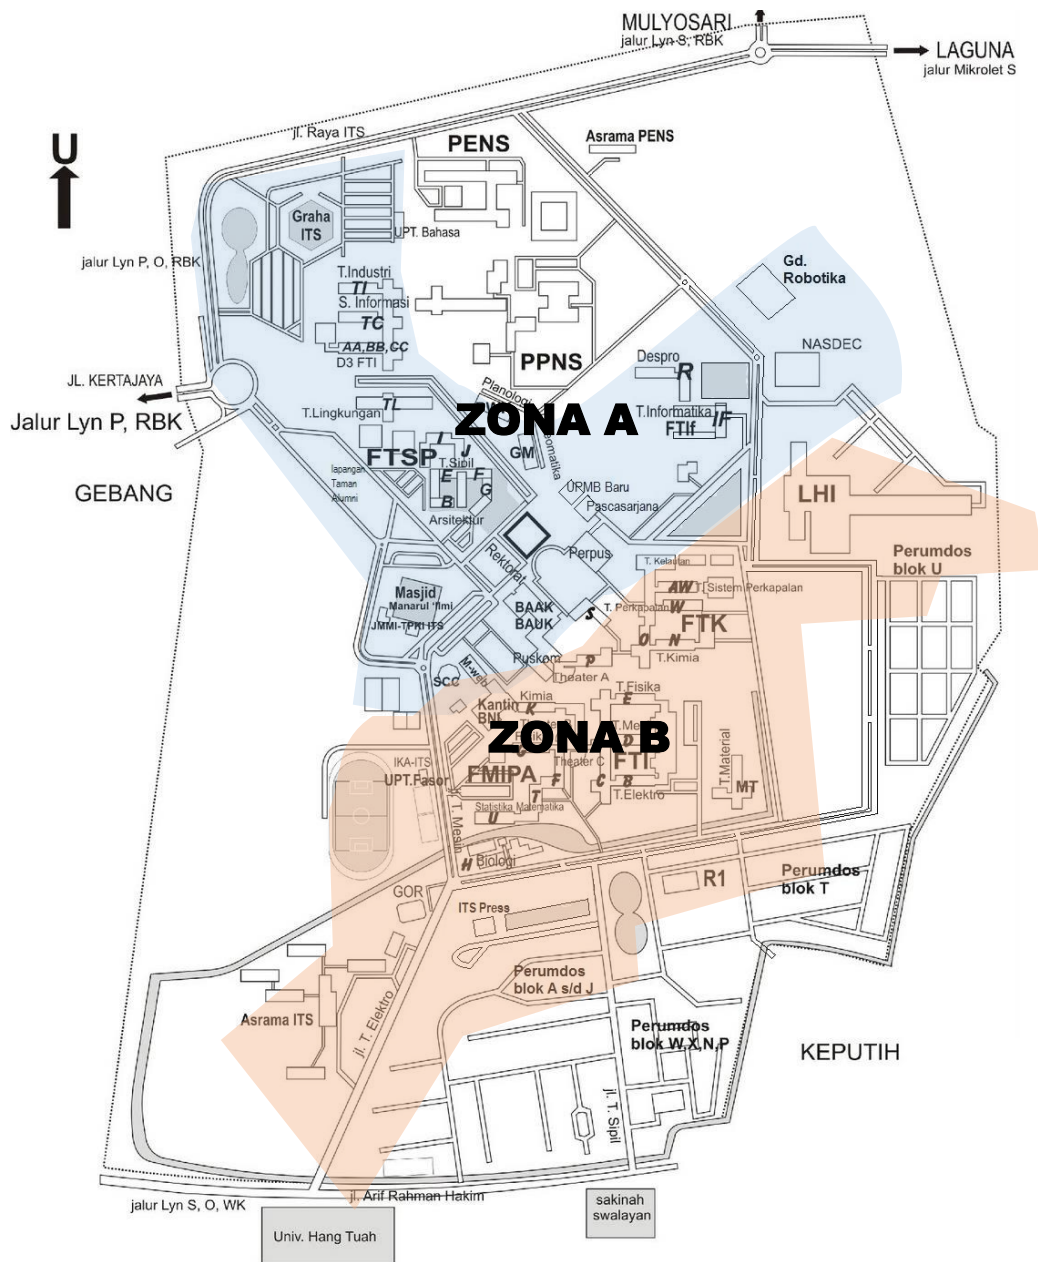 MULYOSARI
jalur Lyn S, RBK
LAGUNA
jalur Mikrolet S
U
jl. Raya ITS
PENS
Asrama PENS
Graha
ITS
UPT. Bahasa
jalur Lyn P, O, RBK
Gd.
Robotika
T.Industri
TI
S. Informasi
TC
AA,BB,CC
D3 FTI
PPNS
NASDEC
Despro
R
JL. KERTAJAYA
Jalur Lyn P, RBK
Planologi
ZONA A
T.Lingkungan
TL
T.Informatika
IF
FTIf
GEBANG
FTSP
I
J
T.Sipil
E
F
G
B
GM
lapangan
Taman
Alumni
Arsitektur
URMB Baru
Pascasarjana
LHI
Perumdos
blok U
Rektorat
Perpus
T. Kelautan
AW
T. Sistem Perkapalan
Masjid
Manarul 'Ilmi
JMMI-TPKI ITS
BAAK
BAUK
S
T. Perkapalan
W
FTK
O
N
T.Kimia
Puskom
P
Theater A
SCC
M-web
Kantin
BNI
Kimia
K
T.Fisika
E
ZONA B
D
Theater C
FTI
FMIPA
F
C
B
T.Elektro
T.Material
MT
IKA-ITS
UPT.Fasor
T
Statistika
Matematika
U
jl. T. Mesin
H
Biologi
GOR
ITS Press
R1
Perumdos
blok T
Perumdos
blok A s/d J
Asrama ITS
jl. T. Elektro
Perumdos
blok W,X,N,P
KEPUTIH
jl. T. Sipil
jalur Lyn S, O, WK
jl. Arif Rahman Hakim
sakinah
swalayan
Univ. Hang Tuah